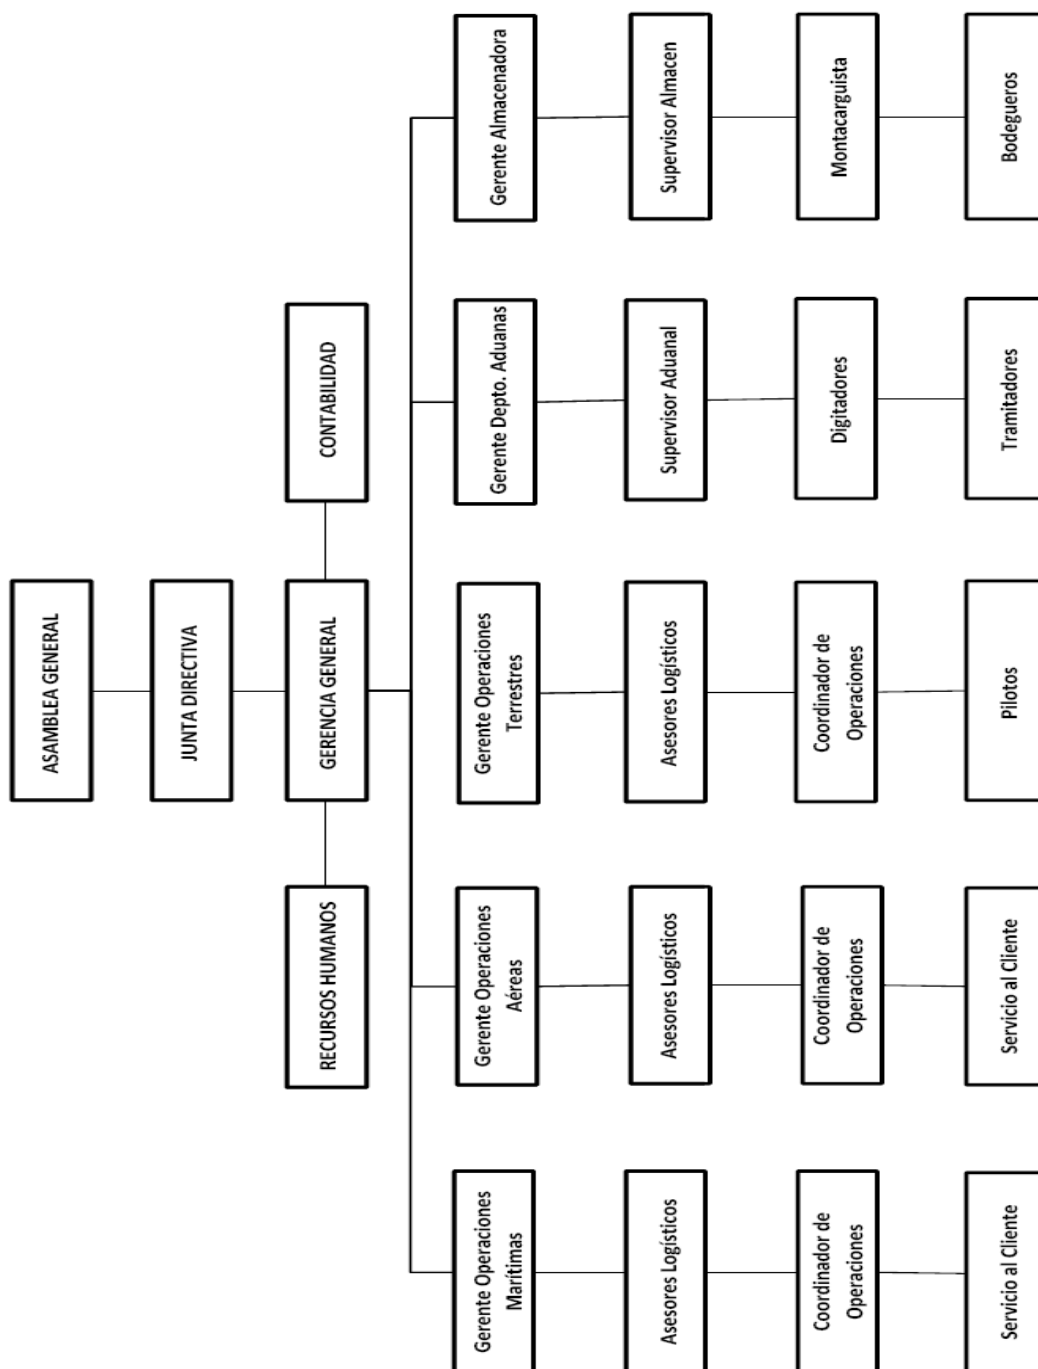 ASAMBLEA GENERAL
JUNTA DIRECTIVA
RECURSOS HUMANOS
GERENCIA GENERAL
CONTABILIDAD
Gerente Operaciones
Marítimas
Gerente Operaciones
Aéreas
Gerente Operaciones
Terrestres
Gerente Depto. Aduanas
Gerente Almacenadora
Asesores Logísticos
Asesores Logísticos
Asesores Logísticos
Supervisor Aduanal
Supervisor Almacen
Coordinador de
Operaciones
Coordinador de
Operaciones
Coordinador de
Operaciones
Digitadores
Montacarguista
Servicio al Cliente
Servicio al Cliente
Pilotos
Tramitadores
Bodegueros